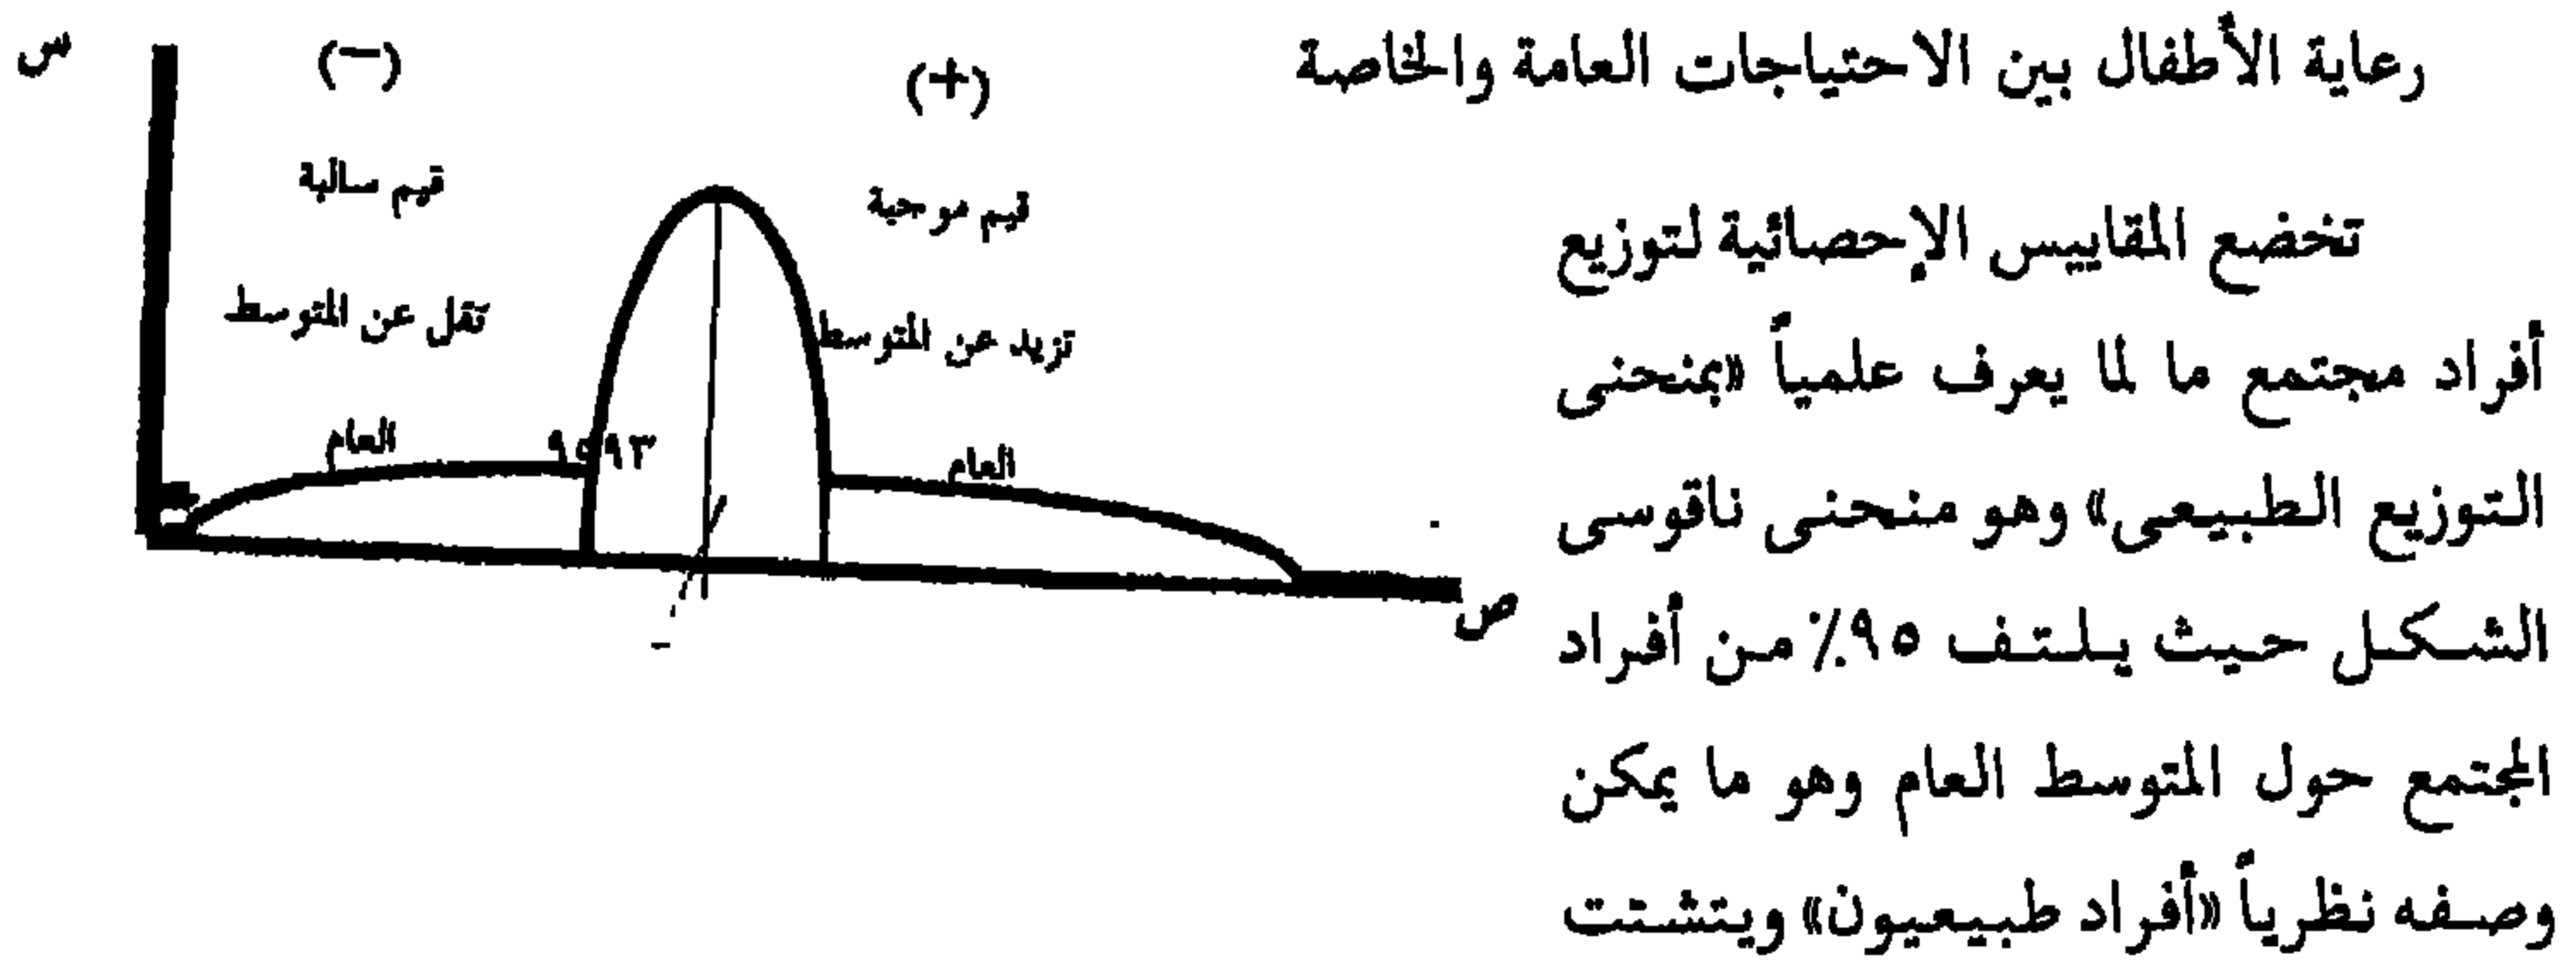 رعاية الأطفال بين الاحتياجات العامة والخاصة
تخضع المقاييس الإحصائية لتوزيع
أفراد مجتمع ما لما يعرف علمياً «بمنحنى
التوزيع الطبيعى» وهو منحنى ناقوسى
الشكل حيث يلتف ٩٥٪ من أفراد
المجتمع حول المتوسط العام وهو ما يمكن
وصفه نظرياً «أفراد طبيعيون» ويتشتت
س
(+)
قيم موحية
تزيد عن المتوسط
العام
(−)
قيم سالبة
تقل عن المتوسط
العام
ص